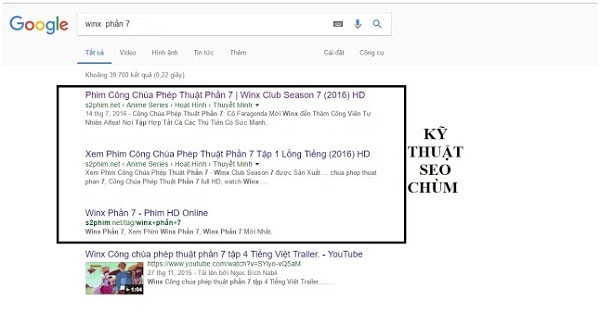 Google
winx phần 7
Tất cả Video Hình ảnh Tin tức Thêm Cài đặt Công cụ
Khoảng 39.700 kết quả (0,22 giây)
Phim Công Chúa Phép Thuật Phần 7 | Winx Club Season 7 (2016) HD
s2phim.net › Anime Series › Hoạt Hình › Thuyết Minh
14 thg 7, 2016 - Công Chúa Phép Thuật Phần 7: Cô Faragonda Mời Winx đến Thăm Công Viên Tự
Nhiên Alfea! Nơi Tập Hợp Tất Cả Các Thú Tiên Có Sức Mạnh..
Xem Phim Công Chúa Phép Thuật Phần 7 Tập 1 Lồng Tiếng (2016) HD
s2phim.net › Anime Series › Hoạt Hình › Thuyết Minh
Xem Phim Công Chúa Phép Thuật Phần 7 - Winx Club Season 7 được Sản Xuất ... chua phep thuat
phan 7, Công Chúa Phép Thuật Phần 7 full HD, watch Winx ....
Winx Phần 7 - Phim HD Online
s2phim.net/tag/winx+phần+7
Winx Phần 7, Xem Phim Winx Phần 7, Winx Phần 7 Mới Nhất.
KỸ
THUẬT
SEO
CHÙM
Winx Công chúa phép thuật phần 7 tập 4 Tiếng Việt Trailer. - YouTube
https://www.youtube.com/watch?v=SYiyo-vQ5aM
27 thg 11, 2015 - Tải lên bởi Ngọc Bích Nabii
Winx Công chúa phép thuật phần 7 tập 4 Tiếng Việt Trailer.......
1:04